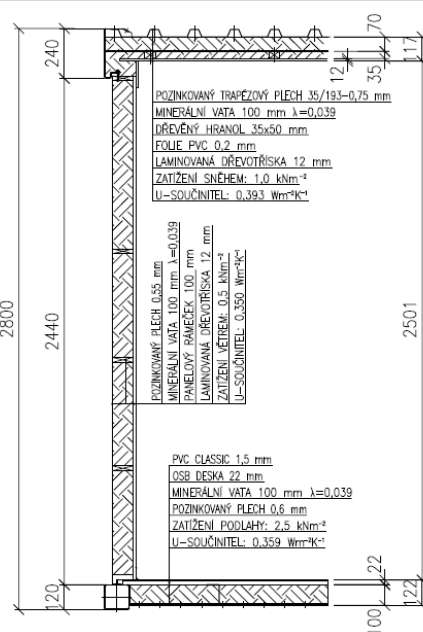 240
70
117
12
35
POZINKOVANÝ TRAPÉZOVÝ PLECH 35/193-0,75 mm
MINERÁLNÍ VATA 100 mm λ=0,039
DŘEVĚNÝ HRANOL 35x50 mm
FOLIE PVC 0,2 mm
LAMINOVANÁ DŘEVOTŘÍSKA 12 mm
ZATÍŽENÍ SNĚHEM: 1,0 kNm⁻²
U-SOUČINITEL: 0,393 Wm⁻²K⁻¹
2800
2440
2501
POZINKOVANÝ PLECH 0,55 mm
MINERÁLNÍ VATA 100 mm λ=0,039
PANELOVÝ RÁMEČEK 100 mm
LAMINOVANÁ DŘEVOTŘÍSKA 12 mm
ZATÍŽENÍ VĚTREM: 0,5 kNm⁻²
U-SOUČINITEL: 0,350 Wm⁻²K⁻¹
PVC CLASSIC 1,5 mm
OSB DESKA 22 mm
MINERÁLNÍ VATA 100 mm λ=0,039
POZINKOVANÝ PLECH 0,6 mm
ZATÍŽENÍ PODLAHY: 2,5 kNm⁻²
U-SOUČINITEL: 0,359 Wm⁻²K⁻¹
120
22
122
100